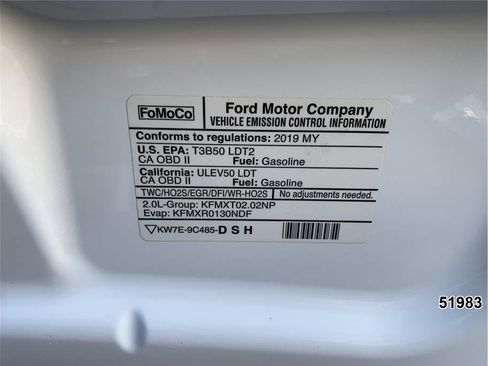 FoMoCo
Ford Motor Company
VEHICLE EMISSION CONTROL INFORMATION
Conforms to regulations: 2019 MY
U.S. EPA: T3B50 LDT2
CA OBD II Fuel: Gasoline
California: ULEV50 LDT
CA OBD II Fuel: Gasoline
TWC/HO2S/EGR/DFI/WR-HO2S No adjustments needed.
2.0L-Group: KFMXT02.02NP
Evap: KFMXR0130NDF
KW7E-9C485-D S H
51983